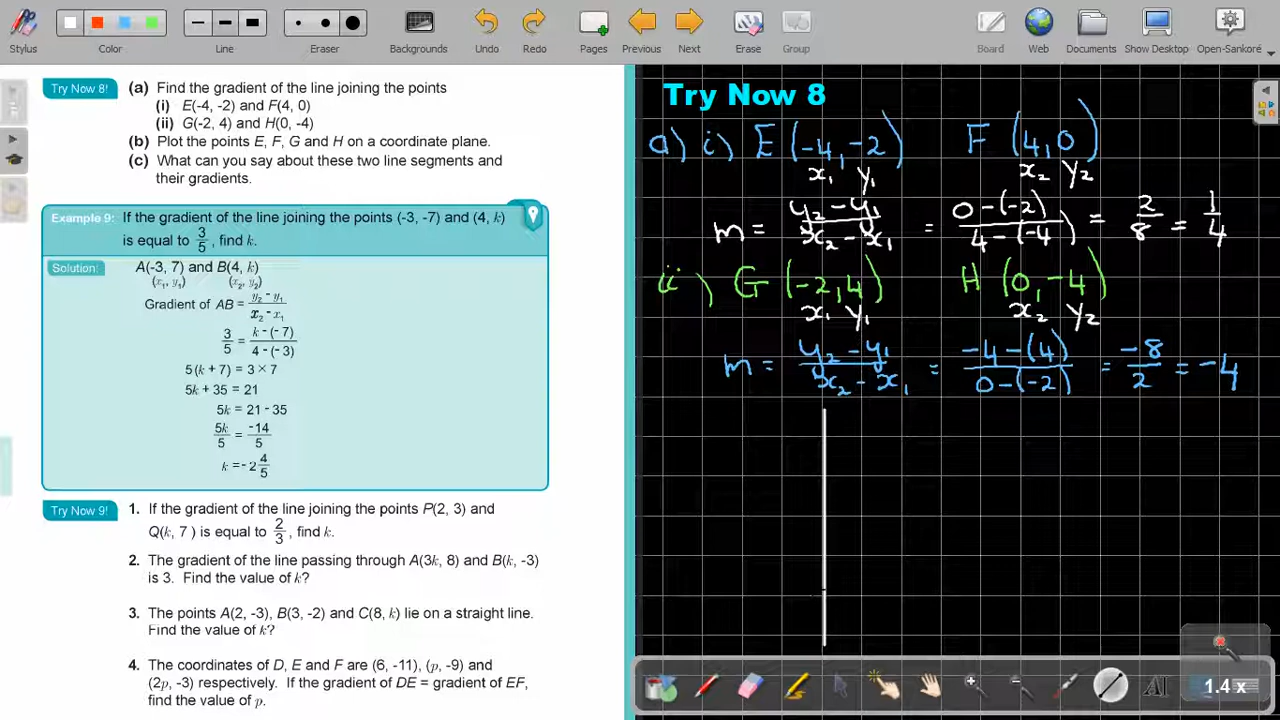 Stylus Color Line Eraser Backgrounds Undo Redo Pages Previous Next Erase Group Board Web Documents Show Desktop Open-Sankoré
Try Now 8! (a) Find the gradient of the line joining the points
(i) E(-4, -2) and F(4, 0)
(ii) G(-2, 4) and H(0, -4)
(b) Plot the points E, F, G and H on a coordinate plane.
(c) What can you say about these two line segments and
their gradients.
Example 9: If the gradient of the line joining the points (-3, -7) and (4, k)
is equal to 3/5, find k.
Solution: A(-3, 7) and B(4, k)
(x₁, y₁) (x₂, y₂)
Gradient of AB = y₂ - y₁ / x₂ - x₁
3/5 = k - (- 7) / 4 - (- 3)
5(k + 7) = 3 × 7
5k + 35 = 21
5k = 21 - 35
5k/5 = -14/5
k = - 2 4/5
Try Now 9! 1. If the gradient of the line joining the points P(2, 3) and
Q(k, 7 ) is equal to 2/3, find k.
2. The gradient of the line passing through A(3k, 8) and B(k, -3)
is 3. Find the value of k?
3. The points A(2, -3), B(3, -2) and C(8, k) lie on a straight line.
Find the value of k?
4. The coordinates of D, E and F are (6, -11), (p, -9) and
(2p, -3) respectively. If the gradient of DE = gradient of EF,
find the value of p.
Try Now 8
a) i) E (-4, -2) F (4, 0)
x₁ y₁ x₂ y₂
m = y₂ - y₁ / x₂ - x₁ = 0 - (-2) / 4 - (-4) = 2/8 = 1/4
ii) G (-2, 4) H (0, -4)
x₁ y₁ x₂ y₂
m = y₂ - y₁ / x₂ - x₁ = -4 - (4) / 0 - (-2) = -8/2 = -4
1.4 x